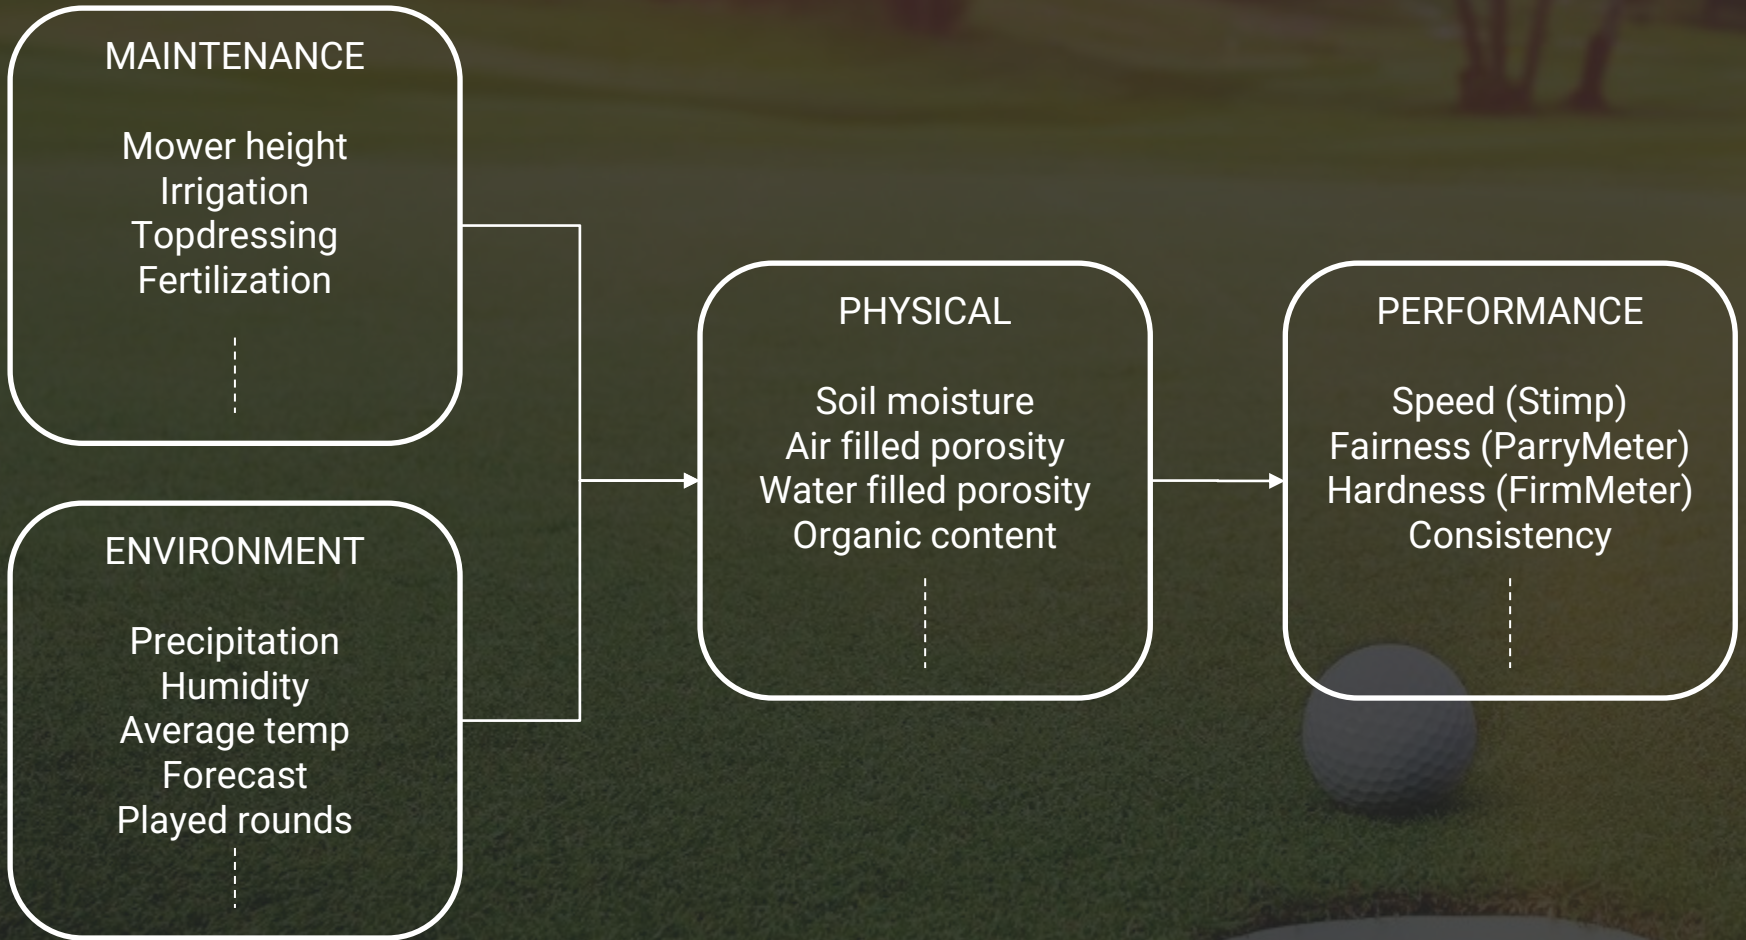 MAINTENANCE
Mower height
Irrigation
Topdressing
Fertilization
ENVIRONMENT
Precipitation
Humidity
Average temp
Forecast
Played rounds
PHYSICAL
Soil moisture
Air filled porosity
Water filled porosity
Organic content
PERFORMANCE
Speed (Stimp)
Fairness (ParryMeter)
Hardness (FirmMeter)
Consistency